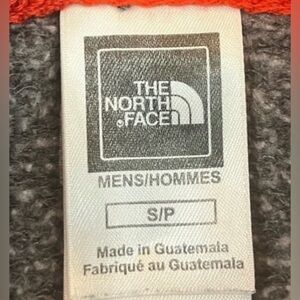 THE
NORTH
FACE
MENS/HOMMES
S/P
Made in Guatemala
Fabriqué au Guatemala